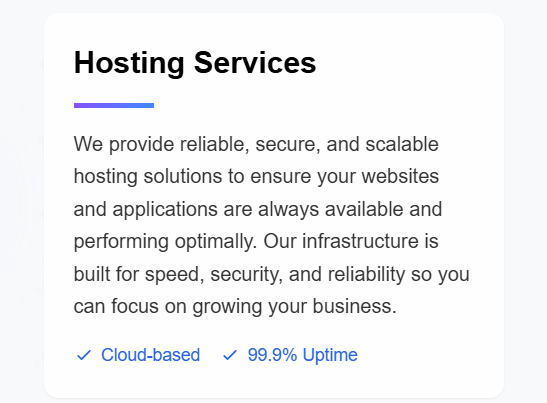 Hosting Services
We provide reliable, secure, and scalable
hosting solutions to ensure your websites
and applications are always available and
performing optimally. Our infrastructure is
built for speed, security, and reliability so you
can focus on growing your business.
Cloud-based 99.9% Uptime